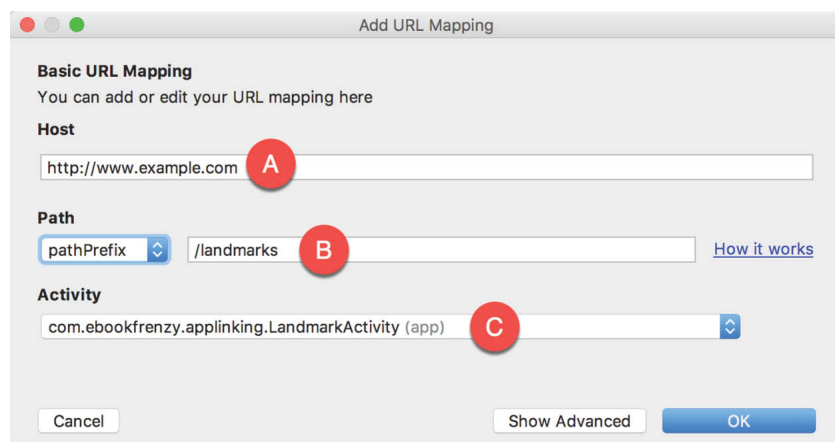 Add URL Mapping
Basic URL Mapping
You can add or edit your URL mapping here
Host
http://www.example.com A
Path
pathPrefix /landmarks B How it works
Activity
com.ebookfrenzy.applinking.LandmarkActivity (app) C
Cancel Show Advanced OK